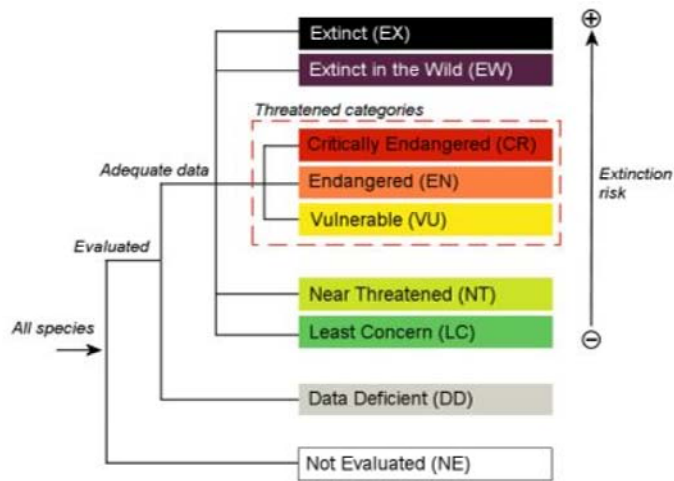 Extinct (EX)
Extinct in the Wild (EW)
Threatened categories
Critically Endangered (CR)
Adequate data
Endangered (EN)
Extinction
risk
Vulnerable (VU)
Evaluated
Near Threatened (NT)
All species
Least Concern (LC)
Data Deficient (DD)
Not Evaluated (NE)